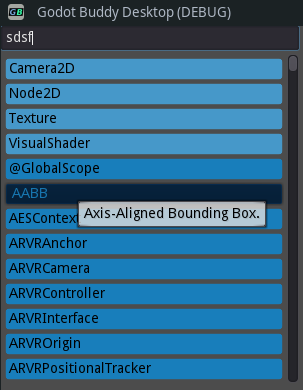 GB Godot Buddy Desktop (DEBUG)
sdsf
Camera2D
Node2D
Texture
VisualShader
@GlobalScope
AABB
AESContext
Axis-Aligned Bounding Box.
ARVRAnchor
ARVRCamera
ARVRController
ARVRInterface
ARVROrigin
ARVRPositionalTracker